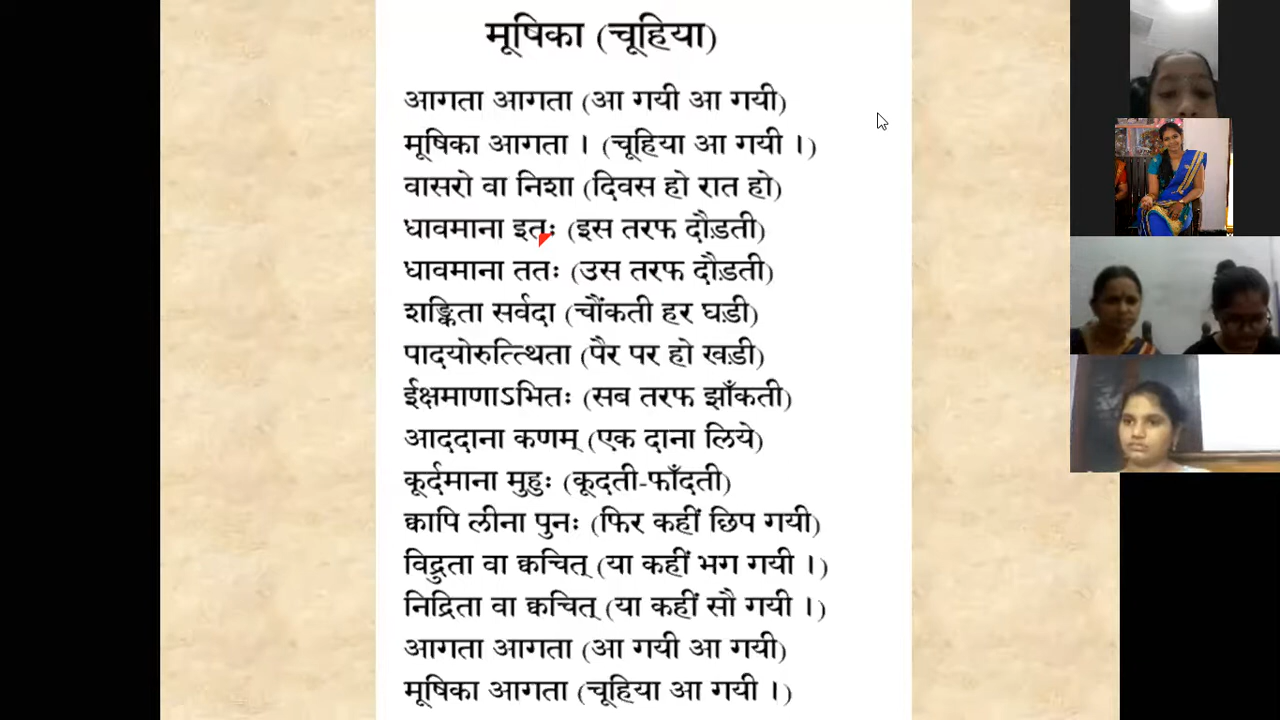 मूषिका (चूहिया)
आगता आगता (आ गयी आ गयी)
मूषिका आगता । (चूहिया आ गयी ।)
वासरो वा निशा (दिवस हो रात हो)
धावमाना इतः (इस तरफ दौड़ती)
धावमाना ततः (उस तरफ दौड़ती)
शङ्किता सर्वदा (चौंकती हर घड़ी)
पादयोरुत्त्थिता (पैर पर हो खड़ी)
ईक्षमाणाऽभितः (सब तरफ झाँकती)
आददाना कणम् (एक दाना लिये)
कूर्दमाना मुहुः (कूदती-फाँदती)
क्वापि लीना पुनः (फिर कहीं छिप गयी)
विद्रुता वा क्वचित् (या कहीं भग गयी ।)
निद्रिता वा क्वचित् (या कहीं सौ गयी ।)
आगता आगता (आ गयी आ गयी)
मूषिका आगता (चूहिया आ गयी ।)